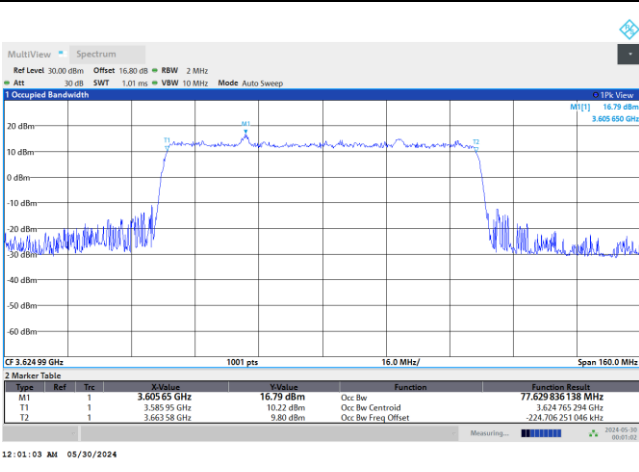 MultiView Spectrum
Ref Level 30.00 dBm Offset 16.80 dB RBW 2 MHz
Att 30 dB SWT 1.01 ms VBW 10 MHz Mode Auto Sweep
1 Occupied Bandwidth 1Pk View
M1[1] 16.79 dBm
3.605 650 GHz
M1
20 dBm
T1 T2
10 dBm
0 dBm
-10 dBm
-20 dBm
-30 dBm
-40 dBm
-50 dBm
-60 dBm
CF 3.624 99 GHz 1001 pts 16.0 MHz/ Span 160.0 MHz
2 Marker Table
Type Ref Trc X-Value Y-Value Function Function Result
M1 1 3.605 65 GHz 16.79 dBm Occ Bw 77.629 836 138 MHz
T1 1 3.585 95 GHz 10.22 dBm Occ Bw Centroid 3.624 765 294 GHz
T2 1 3.663 58 GHz 9.80 dBm Occ Bw Freq Offset -224.706 251 046 kHz
Measuring... 2024-05-30
00:01:02
12:01:03 AM 05/30/2024